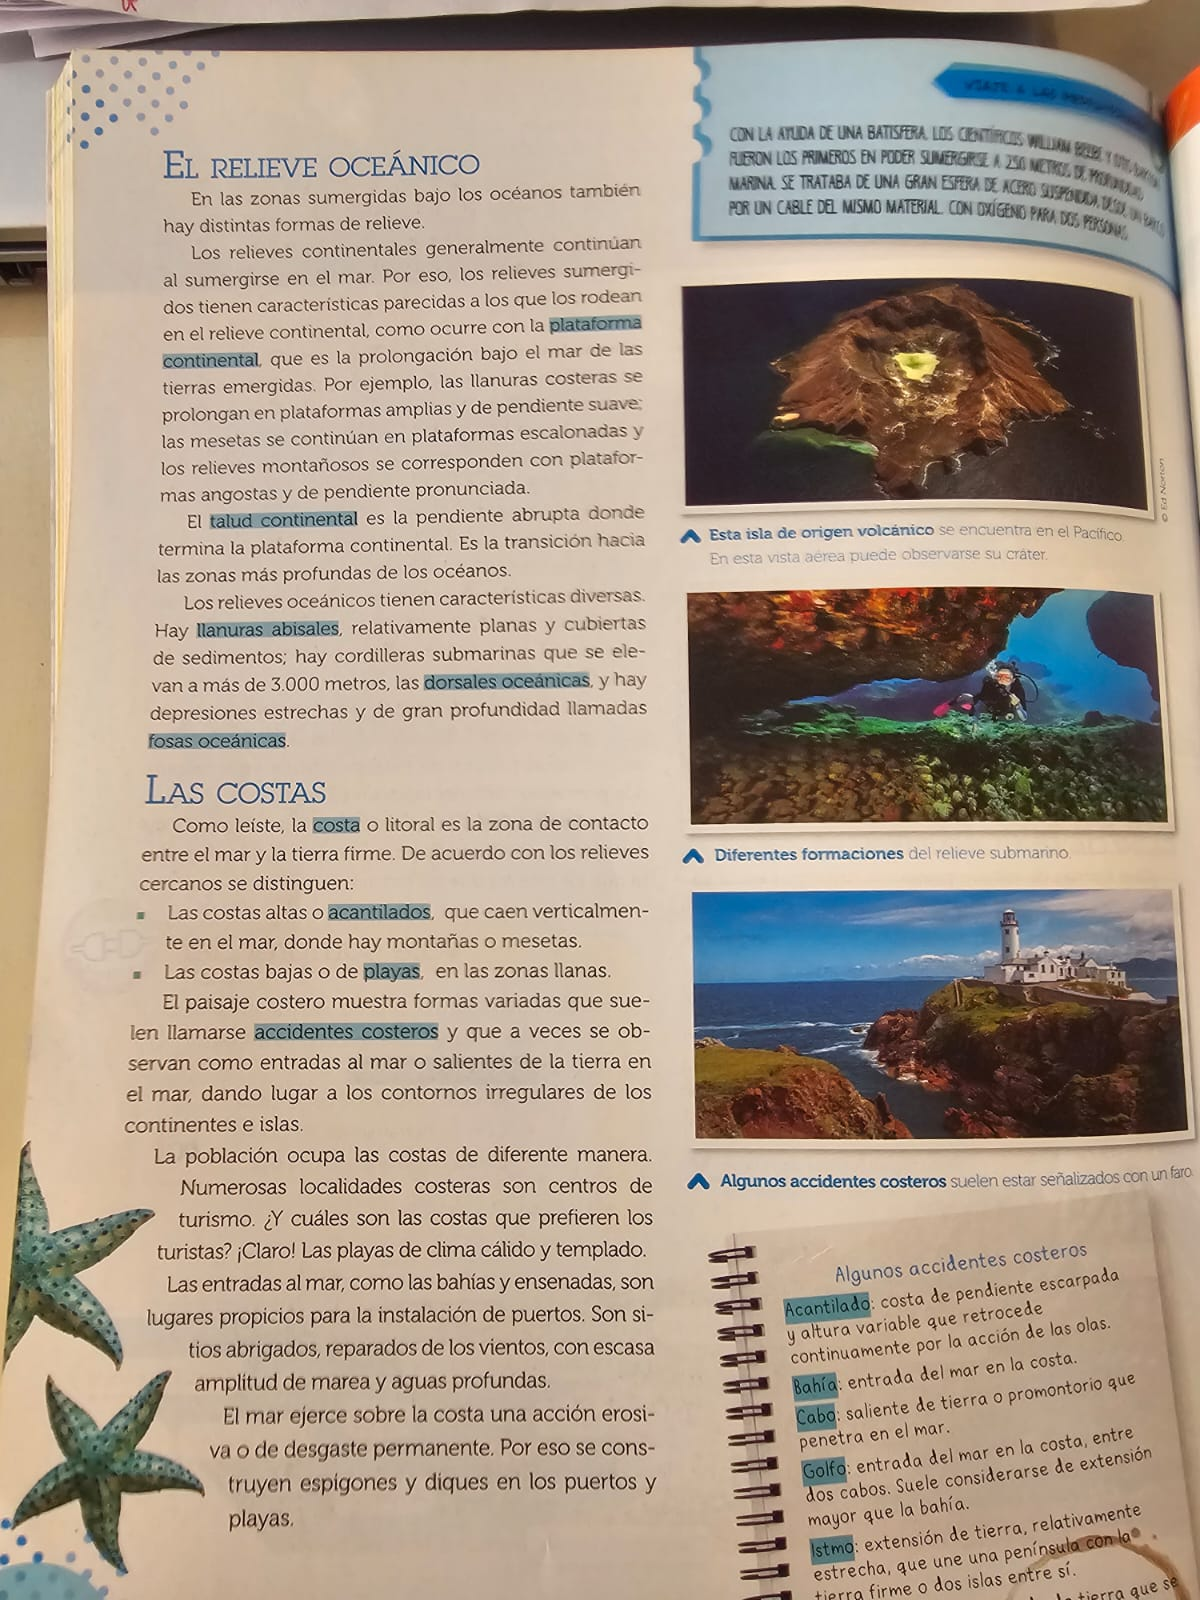 EL RELIEVE OCEÁNICO
En las zonas sumergidas bajo los océanos también
hay distintas formas de relieve.
Los relieves continentales generalmente continúan
al sumergirse en el mar. Por eso, los relieves sumergi-
dos tienen características parecidas a los que los rodean
en el relieve continental, como ocurre con la plataforma
continental, que es la prolongación bajo el mar de las
tierras emergidas. Por ejemplo, las llanuras costeras se
prolongan en plataformas amplias y de pendiente suave;
las mesetas se continúan en plataformas escalonadas y
los relieves montañosos se corresponden con platafor-
mas angostas y de pendiente pronunciada.
El talud continental es la pendiente abrupta donde
termina la plataforma continental. Es la transición hacia
las zonas más profundas de los océanos.
Los relieves oceánicos tienen características diversas.
Hay llanuras abisales, relativamente planas y cubiertas
de sedimentos; hay cordilleras submarinas que se ele-
van a más de 3.000 metros, las dorsales oceánicas, y hay
depresiones estrechas y de gran profundidad llamadas
fosas oceánicas.
LAS COSTAS
Como leíste, la costa o litoral es la zona de contacto
entre el mar y la tierra firme. De acuerdo con los relieves
cercanos se distinguen:
Las costas altas o acantilados, que caen verticalmen-
te en el mar, donde hay montañas o mesetas.
Las costas bajas o de playas, en las zonas llanas.
El paisaje costero muestra formas variadas que sue-
len llamarse accidentes costeros y que a veces se ob-
servan como entradas al mar o salientes de la tierra en
el mar, dando lugar a los contornos irregulares de los
continentes e islas.
La población ocupa las costas de diferente manera.
Numerosas localidades costeras son centros de
turismo. ¿Y cuáles son las costas que prefieren los
turistas? ¡Claro! Las playas de clima cálido y templado.
Las entradas al mar, como las bahías y ensenadas, son
lugares propicios para la instalación de puertos. Son si-
tios abrigados, reparados de los vientos, con escasa
amplitud de marea y aguas profundas.
El mar ejerce sobre la costa una acción erosi-
va o de desgaste permanente. Por eso se cons-
truyen espigones y diques en los puertos y
playas.
VIAJE A LAS
CON LA AYUDA DE UNA BATISFERA, LOS CIENTÍFICOS WILLIAM BEEBE Y OTIS
FUERON LOS PRIMEROS EN PODER SUMERGIRSE A 250 METROS DE PROFUNDIDAD
MARINA. SE TRATABA DE UNA GRAN ESFERA DE ACERO SUSPENDIDA DESDE UN BARCO
POR UN CABLE DEL MISMO MATERIAL, CON OXÍGENO PARA DOS PERSONAS.
© Ed Norton
Esta isla de origen volcánico se encuentra en el Pacífico.
En esta vista aérea puede observarse su cráter.
Diferentes formaciones del relieve submarino.
Algunos accidentes costeros suelen estar señalizados con un faro.
Algunos accidentes costeros
Acantilado: costa de pendiente escarpada
y altura variable que retrocede
continuamente por la acción de las olas.
Bahía: entrada del mar en la costa.
Cabo: saliente de tierra o promontorio que
penetra en el mar.
Golfo: entrada del mar en la costa, entre
dos cabos. Suele considerarse de extensión
mayor que la bahía.
Istmo: extensión de tierra, relativamente
estrecha, que une una península con la
tierra firme o dos islas entre sí.
de tierra que se